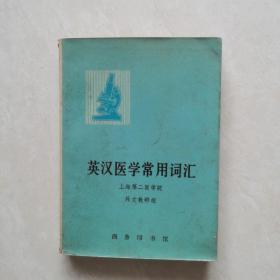 英汉医学常用词汇
上海第二医学院
外文教研组
商务印书馆